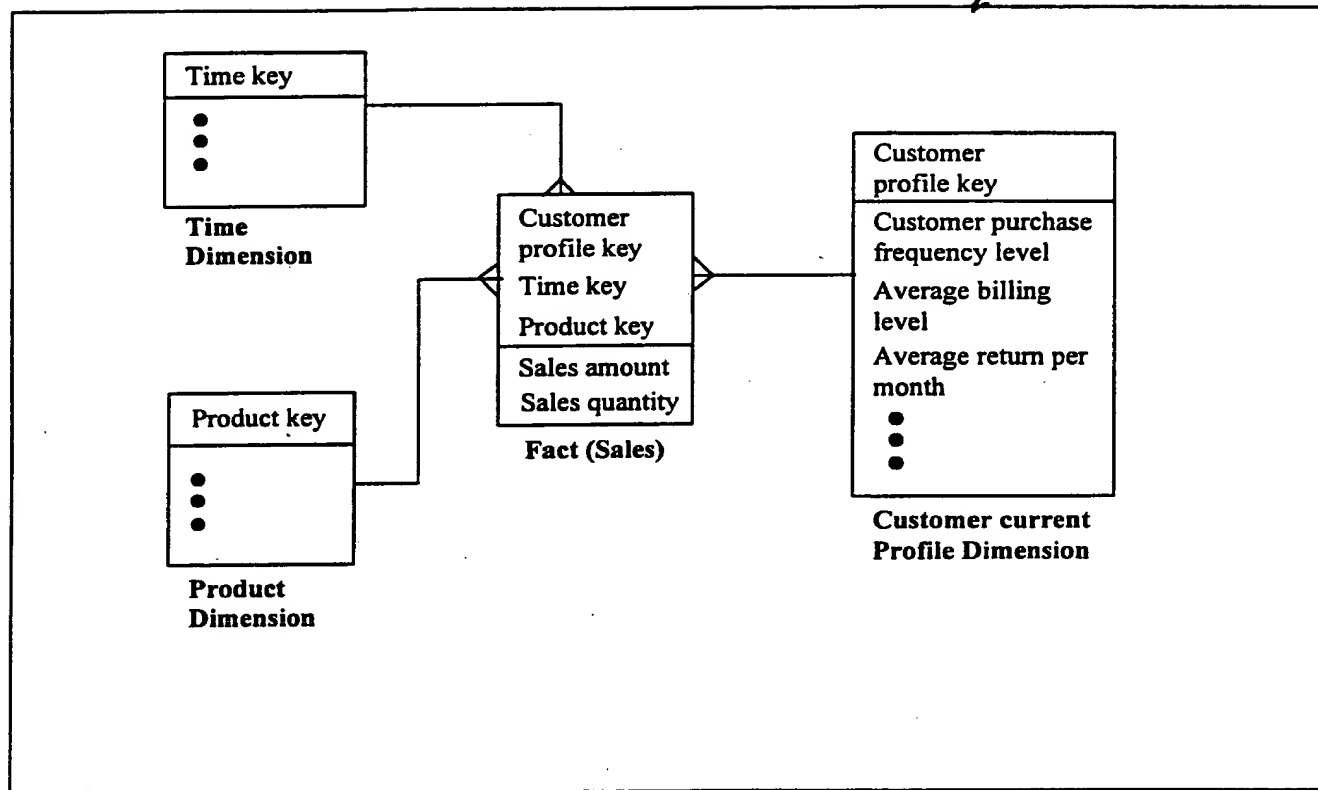 Time key
Time
Dimension
Product key
Product
Dimension
Customer
profile key
Time key
Product key
Sales amount
Sales quantity
Fact (Sales)
Customer
profile key
Customer purchase
frequency level
Average billing
level
Average return per
month
Customer current
Profile Dimension